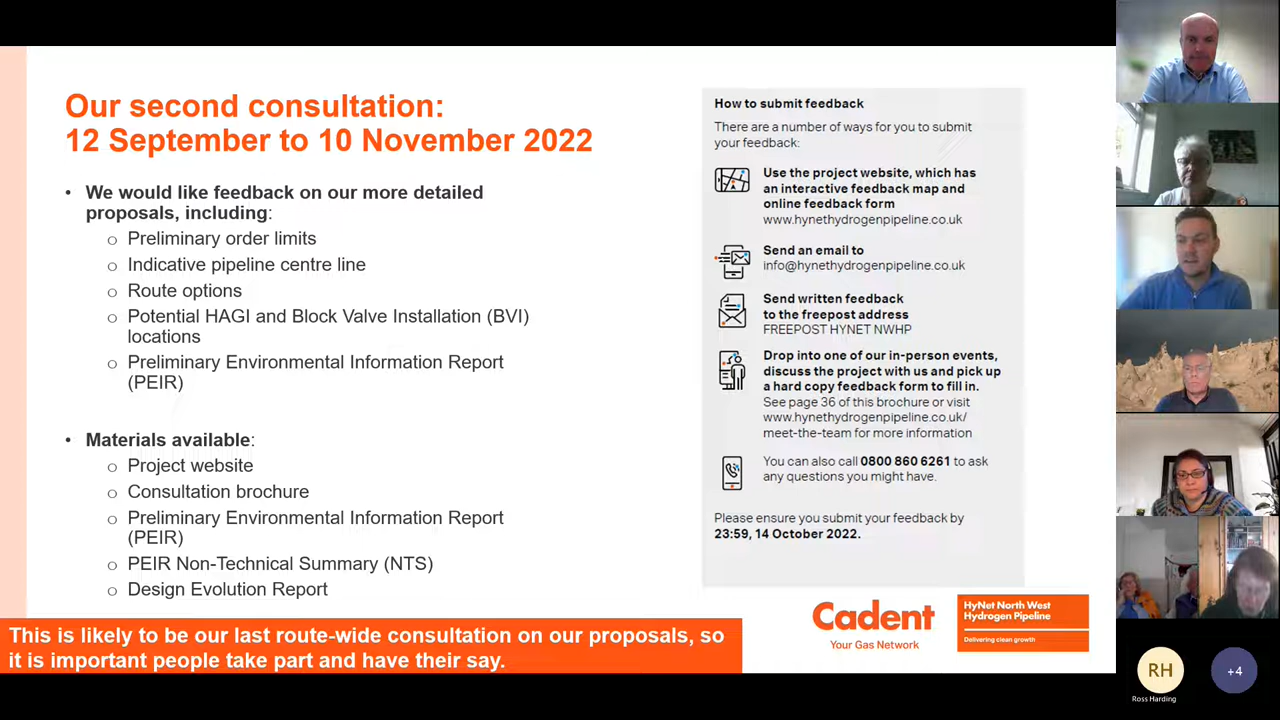 Our second consultation:
12 September to 10 November 2022
• We would like feedback on our more detailed
proposals, including:
o Preliminary order limits
o Indicative pipeline centre line
o Route options
o Potential HAGI and Block Valve Installation (BVI)
locations
o Preliminary Environmental Information Report
(PEIR)
• Materials available:
o Project website
o Consultation brochure
o Preliminary Environmental Information Report
(PEIR)
o PEIR Non-Technical Summary (NTS)
o Design Evolution Report
This is likely to be our last route-wide consultation on our proposals, so
it is important people take part and have their say.
How to submit feedback
There are a number of ways for you to submit
your feedback:
Use the project website, which has
an interactive feedback map and
online feedback form
www.hynethydrogenpipeline.co.uk
Send an email to
info@hynethydrogenpipeline.co.uk
Send written feedback
to the freepost address
FREEPOST HYNET NWHP
Drop into one of our in-person events,
discuss the project with us and pick up
a hard copy feedback form to fill in.
See page 36 of this brochure or visit
www.hynethydrogenpipeline.co.uk/
meet-the-team for more information
You can also call 0800 860 6261 to ask
any questions you might have.
Please ensure you submit your feedback by
23:59, 14 October 2022.
Cadent
Your Gas Network
HyNet North West
Hydrogen Pipeline
Delivering clean growth
RH
Ross Harding
+4